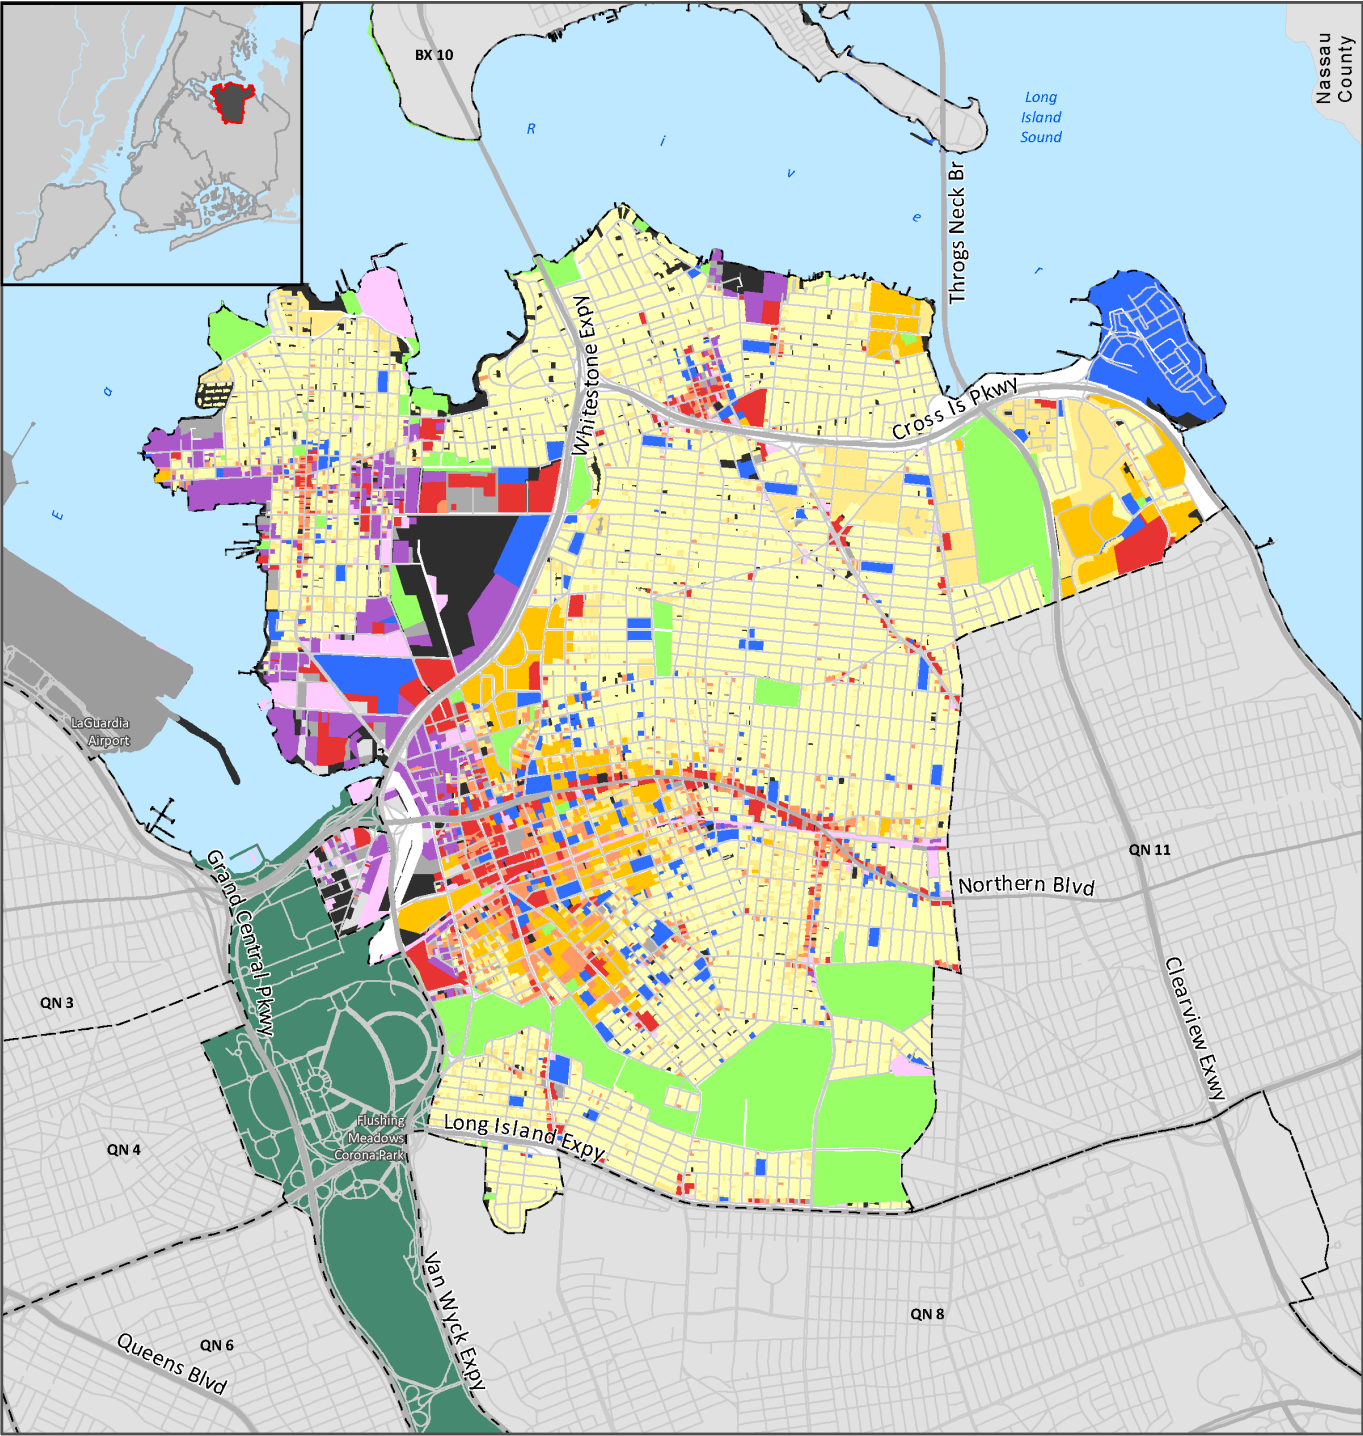 BX 10
Nassau
County
Long
Island
Sound
E
a
s
t
R
i
v
e
r
Throgs Neck Br
Whitestone Expy
Cross Is Pkwy
LaGuardia
Airport
Grand Central Pkwy
QN 11
Northern Blvd
Clearview Exwy
QN 3
QN 4
Flushing
Meadows
Corona Park
Long Island Expy
Van Wyck Expy
QN 8
QN 6
Queens Blvd